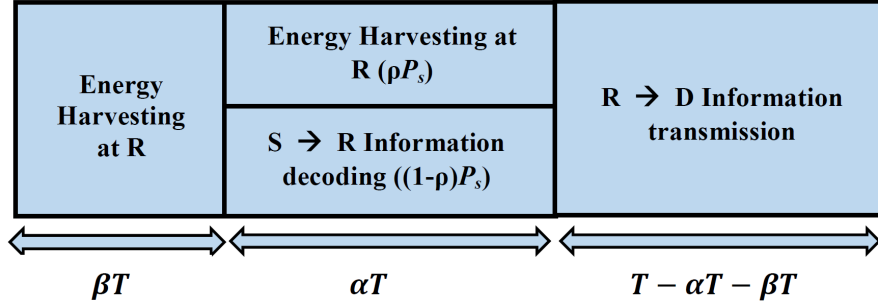 Energy
Harvesting
at R
Energy Harvesting at
R (ρPₛ)
S → R Information
decoding ((1-ρ)Pₛ)
R → D Information
transmission
βT
αT
T − αT − βT